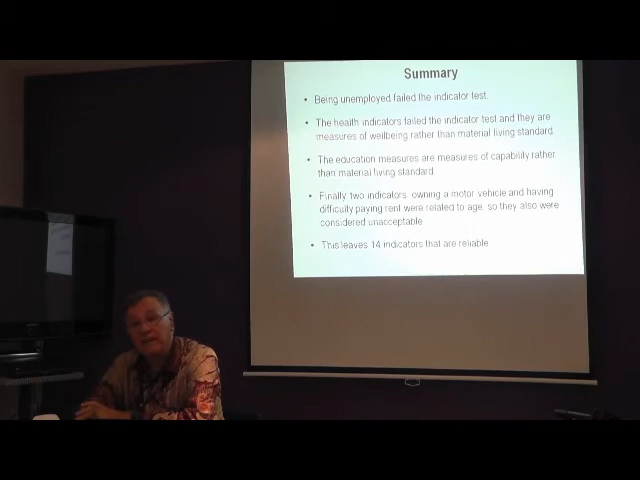 Summary
• Being unemployed failed the indicator test.
• The health indicators failed the indicator test and they are
measures of wellbeing rather than material living standard.
• The education measures are measures of capability rather
than material living standard.
• Finally two indicators, owning a motor vehicle and having
difficulty paying rent were related to age, so they also were
considered unacceptable
• This leaves 14 indicators that are reliable